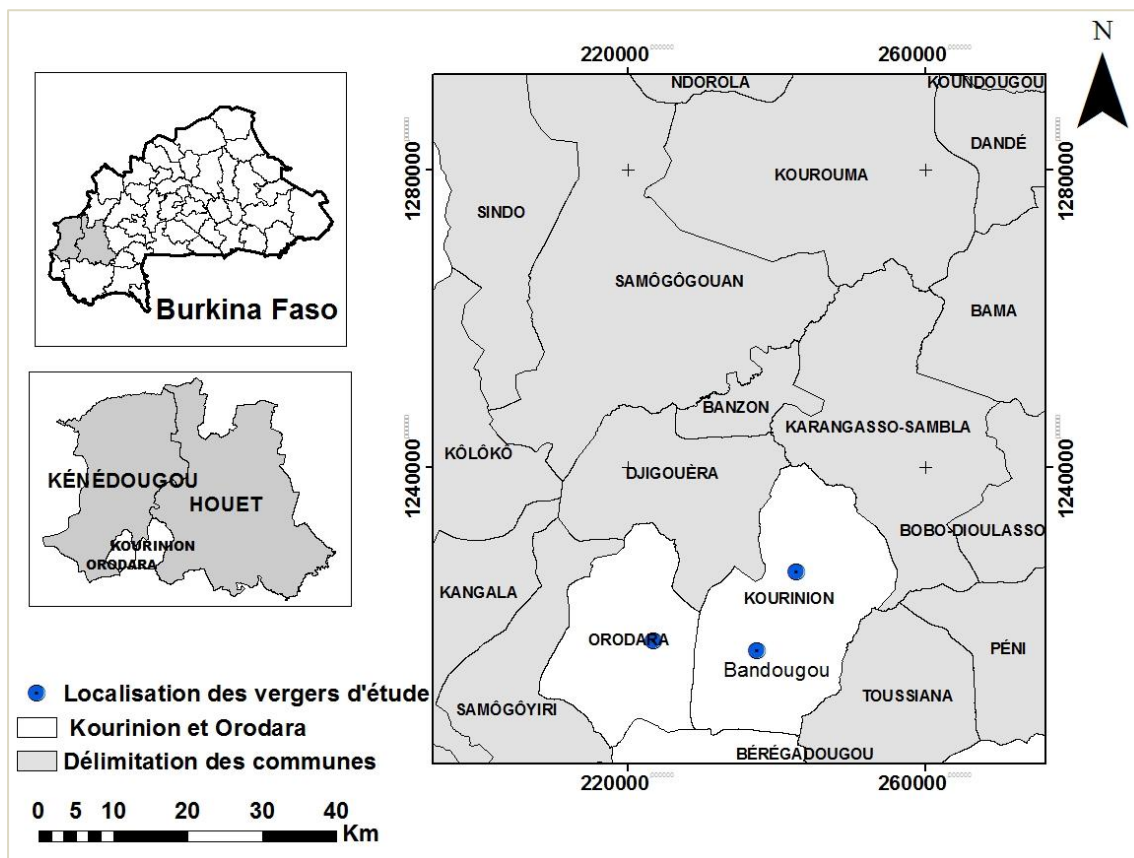 N
220000
260000
NDOROLA
KOUNDOUGOU
DANDÉ
1280000
1280000
KOUROUMA
SINDO
SAMÔGÔGOUAN
BAMA
Burkina Faso
BANZON
KARANGASSO-SAMBLA
KÔLÔKÔ
DJIGOUÈRA
1240000
1240000
KÉNÉDOUGOU
HOUET
KOURINION
ORODARA
BOBO-DIOULASSO
KANGALA
KOURINION
ORODARA
Bandougou
PÉNI
TOUSSIANA
SAMÔGÔYIRI
BÉRÉGADOUGOU
220000
260000
Localisation des vergers d'étude
Kourinion et Orodara
Délimitation des communes
0 5 10 20 30 40
Km